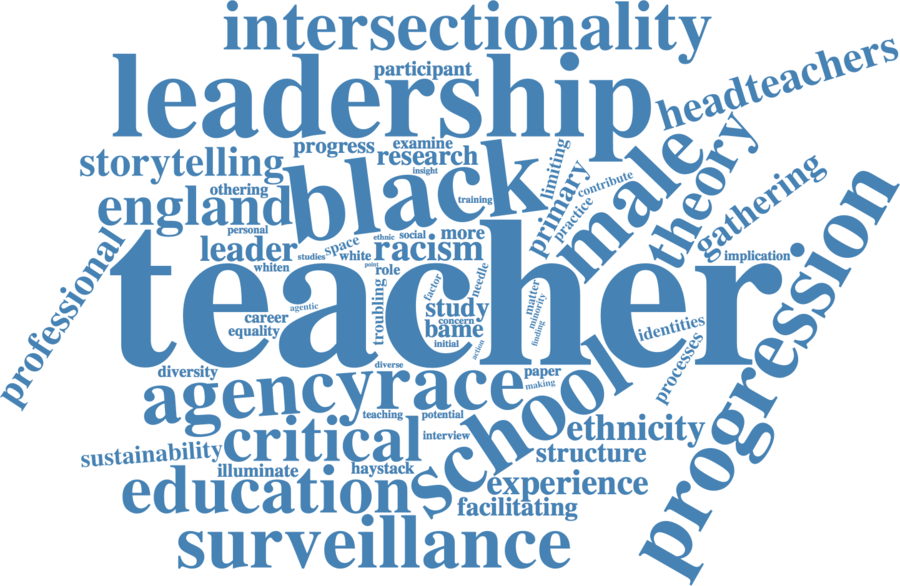 intersectionality
leadership
participant
headteachers
progress
examine
research
storytelling
insight
limiting
black
male
theory
primary
contribute
practice
othering
training
england
personal
gathering
professional
ethnic
social
more
leader
studies
space
white
racism
implication
progression
teacher
whiten
point
role
troubling
factor
needle
matter
minority
finding
agentic
career
study
concern
equality
bame
initial
action
identities
processes
diversity
diverse
agency
race
paper
making
school
teaching
potential
critical
interview
ethnicity
sustainability
structure
illuminate
haystack
education
experience
facilitating
surveillance